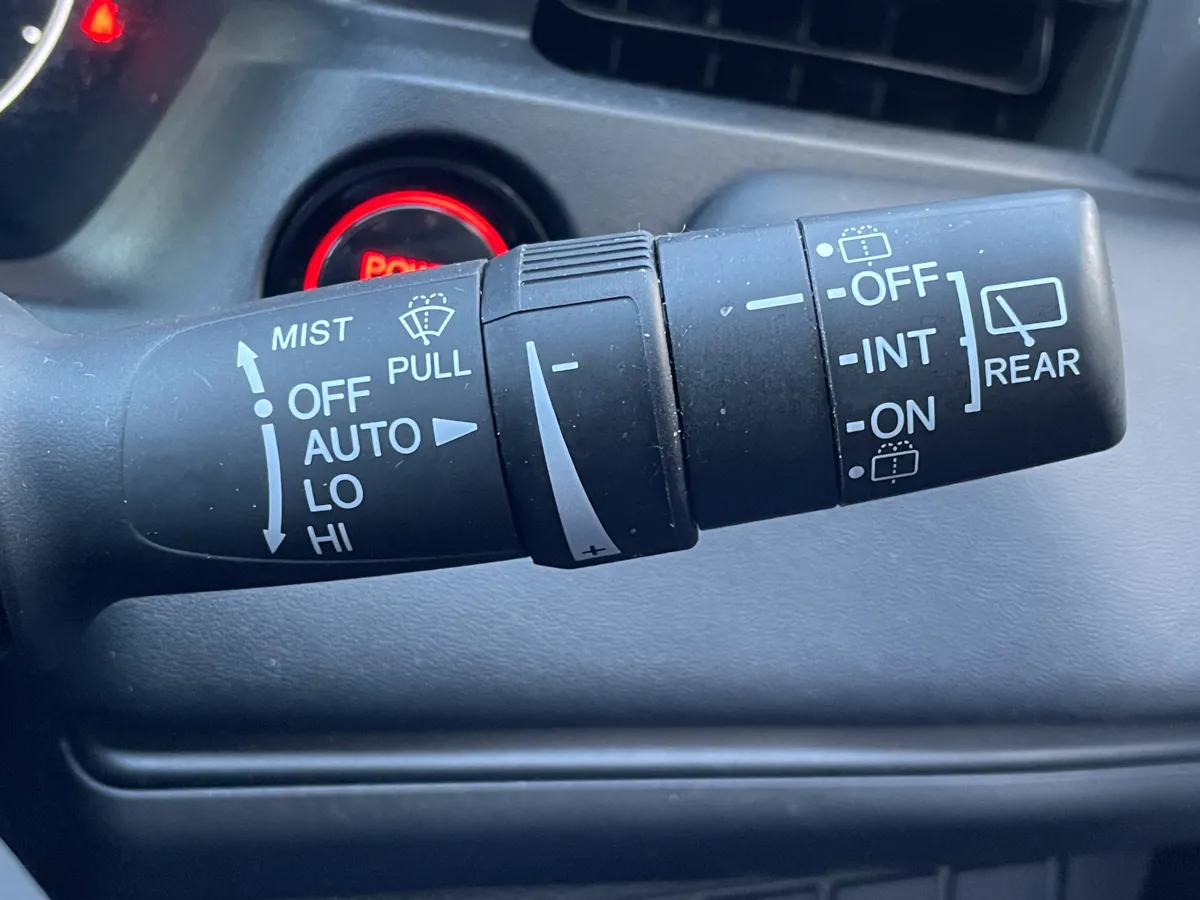 MIST
PULL
OFF
AUTO
LO
HI
-
+
OFF
INT
ON
REAR